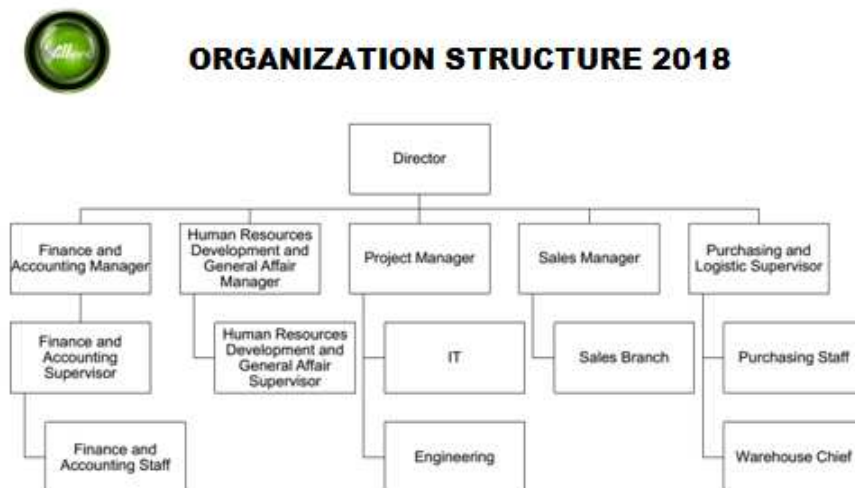 ORGANIZATION STRUCTURE 2018
Director
Finance and
Accounting Manager
Human Resources
Development and
General Affair
Manager
Project Manager
Sales Manager
Purchasing and
Logistic Supervisor
Finance and
Accounting
Supervisor
Human Resources
Development and
General Affair
Supervisor
IT
Sales Branch
Purchasing Staff
Finance and
Accounting Staff
Engineering
Warehouse Chief